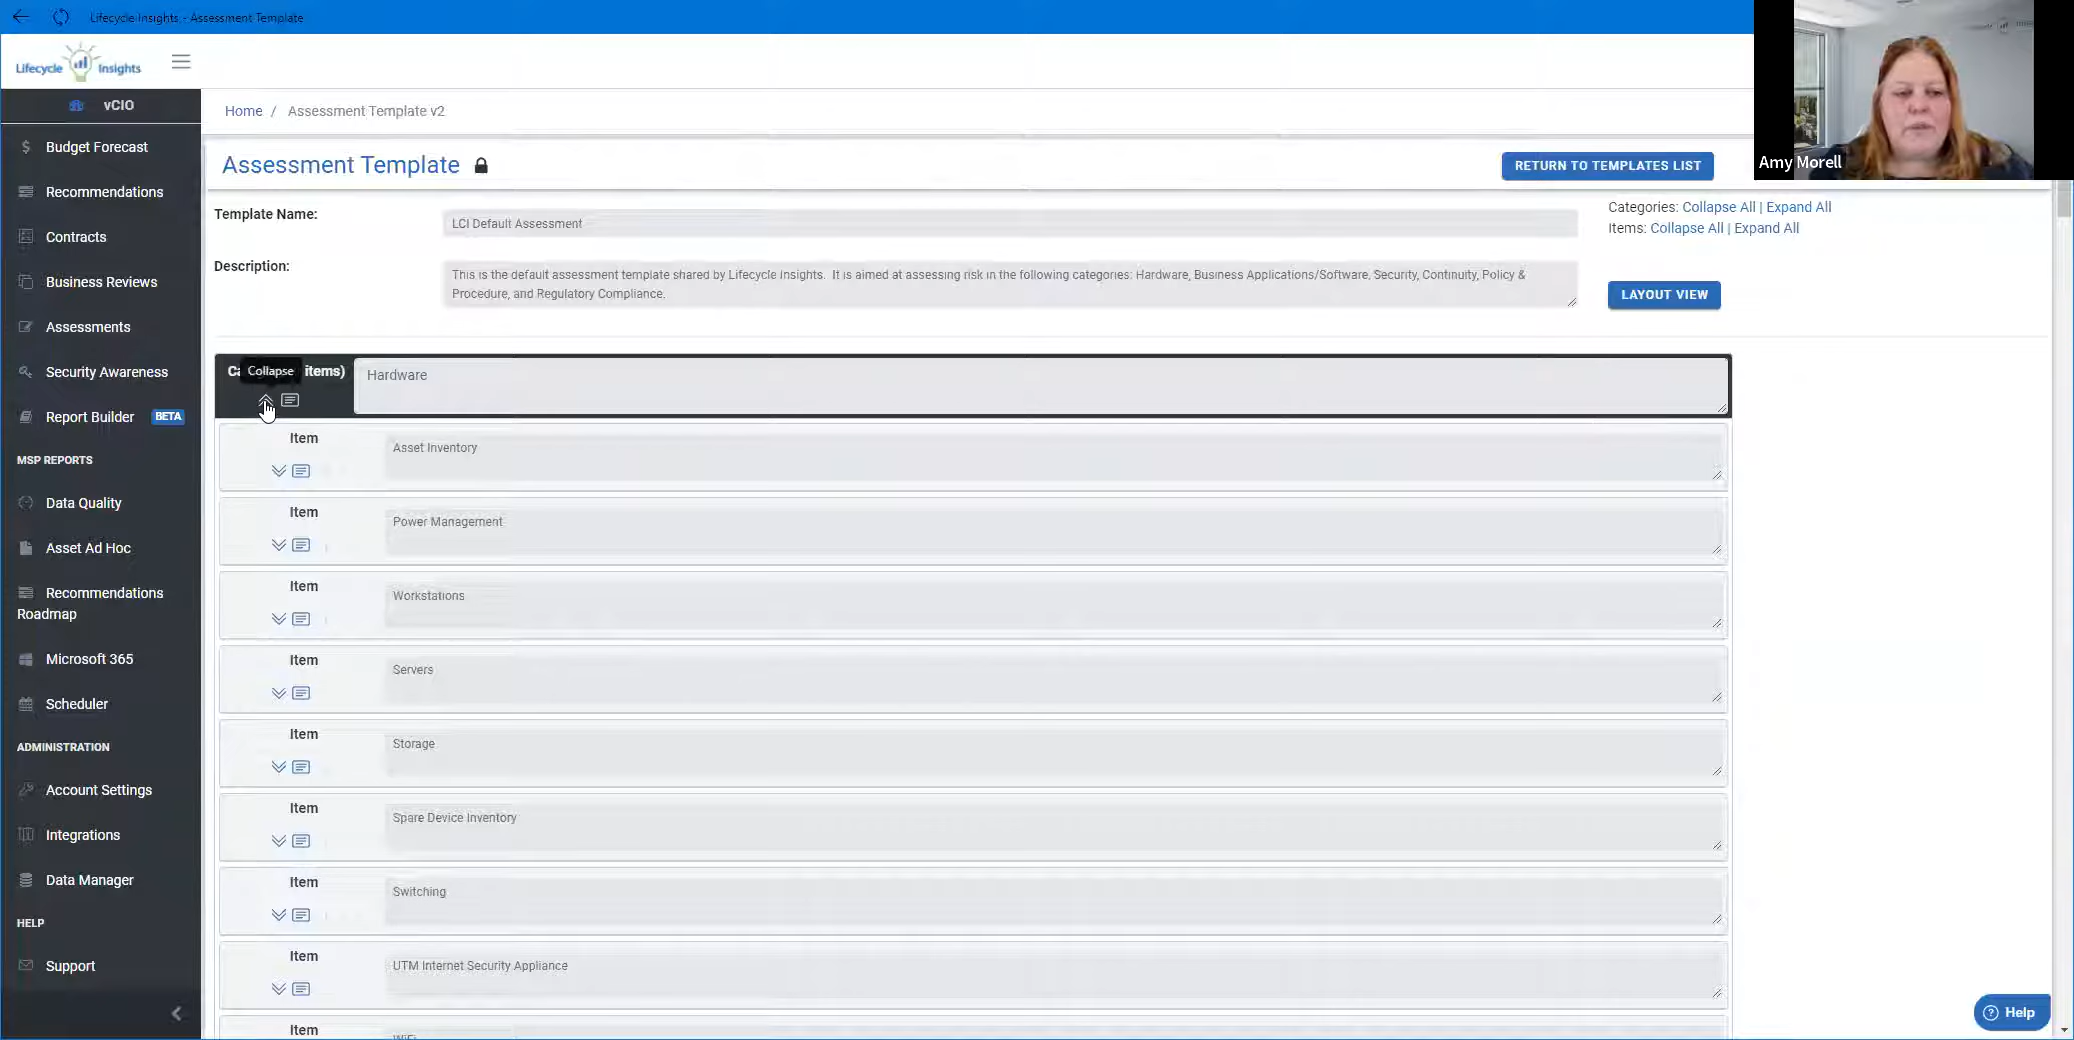 Lifecycle Insights - Assessment Template
Lifecycle Insights
vCIO
Budget Forecast
Recommendations
Contracts
Business Reviews
Assessments
Security Awareness
Report Builder BETA
MSP REPORTS
Data Quality
Asset Ad Hoc
Recommendations
Roadmap
Microsoft 365
Scheduler
ADMINISTRATION
Account Settings
Integrations
Data Manager
HELP
Support
Home / Assessment Template v2
Assessment Template
RETURN TO TEMPLATES LIST
Amy Morell
Template Name:
LCI Default Assessment
Categories: Collapse All | Expand All
Items: Collapse All | Expand All
Description:
This is the default assessment template shared by Lifecycle Insights. It is aimed at assessing risk in the following categories: Hardware, Business Applications/Software, Security, Continuity, Policy &
Procedure, and Regulatory Compliance.
LAYOUT VIEW
Collapse items)
Hardware
Item
Asset Inventory
Item
Power Management
Item
Workstations
Item
Servers
Item
Storage
Item
Spare Device Inventory
Item
Switching
Item
UTM Internet Security Appliance
Item
Help